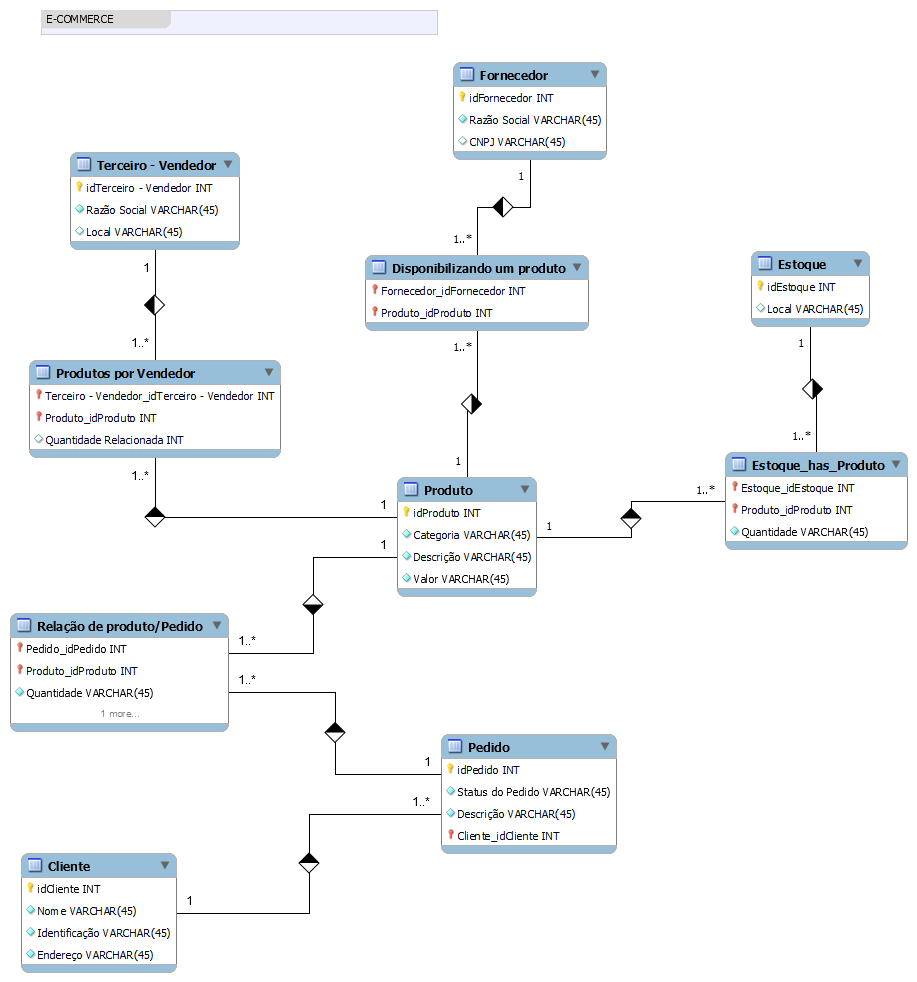 E-COMMERCE
Fornecedor
idFornecedor INT
Razão Social VARCHAR(45)
CNPJ VARCHAR(45)
1
1..*
Terceiro - Vendedor
idTerceiro - Vendedor INT
Razão Social VARCHAR(45)
Local VARCHAR(45)
1
1..*
Disponibilizando um produto
Fornecedor_idFornecedor INT
Produto_idProduto INT
1..*
1
Estoque
idEstoque INT
Local VARCHAR(45)
1
1..*
Produtos por Vendedor
Terceiro - Vendedor_idTerceiro - Vendedor INT
Produto_idProduto INT
Quantidade Relacionada INT
1..*
1
Estoque_has_Produto
Estoque_idEstoque INT
Produto_idProduto INT
Quantidade VARCHAR(45)
1..*
1
Produto
idProduto INT
Categoria VARCHAR(45)
Descrição VARCHAR(45)
Valor VARCHAR(45)
1
1..*
Relação de produto/Pedido
Pedido_idPedido INT
Produto_idProduto INT
Quantidade VARCHAR(45)
1 more...
1..*
1
Pedido
idPedido INT
Status do Pedido VARCHAR(45)
Descrição VARCHAR(45)
Cliente_idCliente INT
1..*
1
Cliente
idCliente INT
Nome VARCHAR(45)
Identificação VARCHAR(45)
Endereço VARCHAR(45)